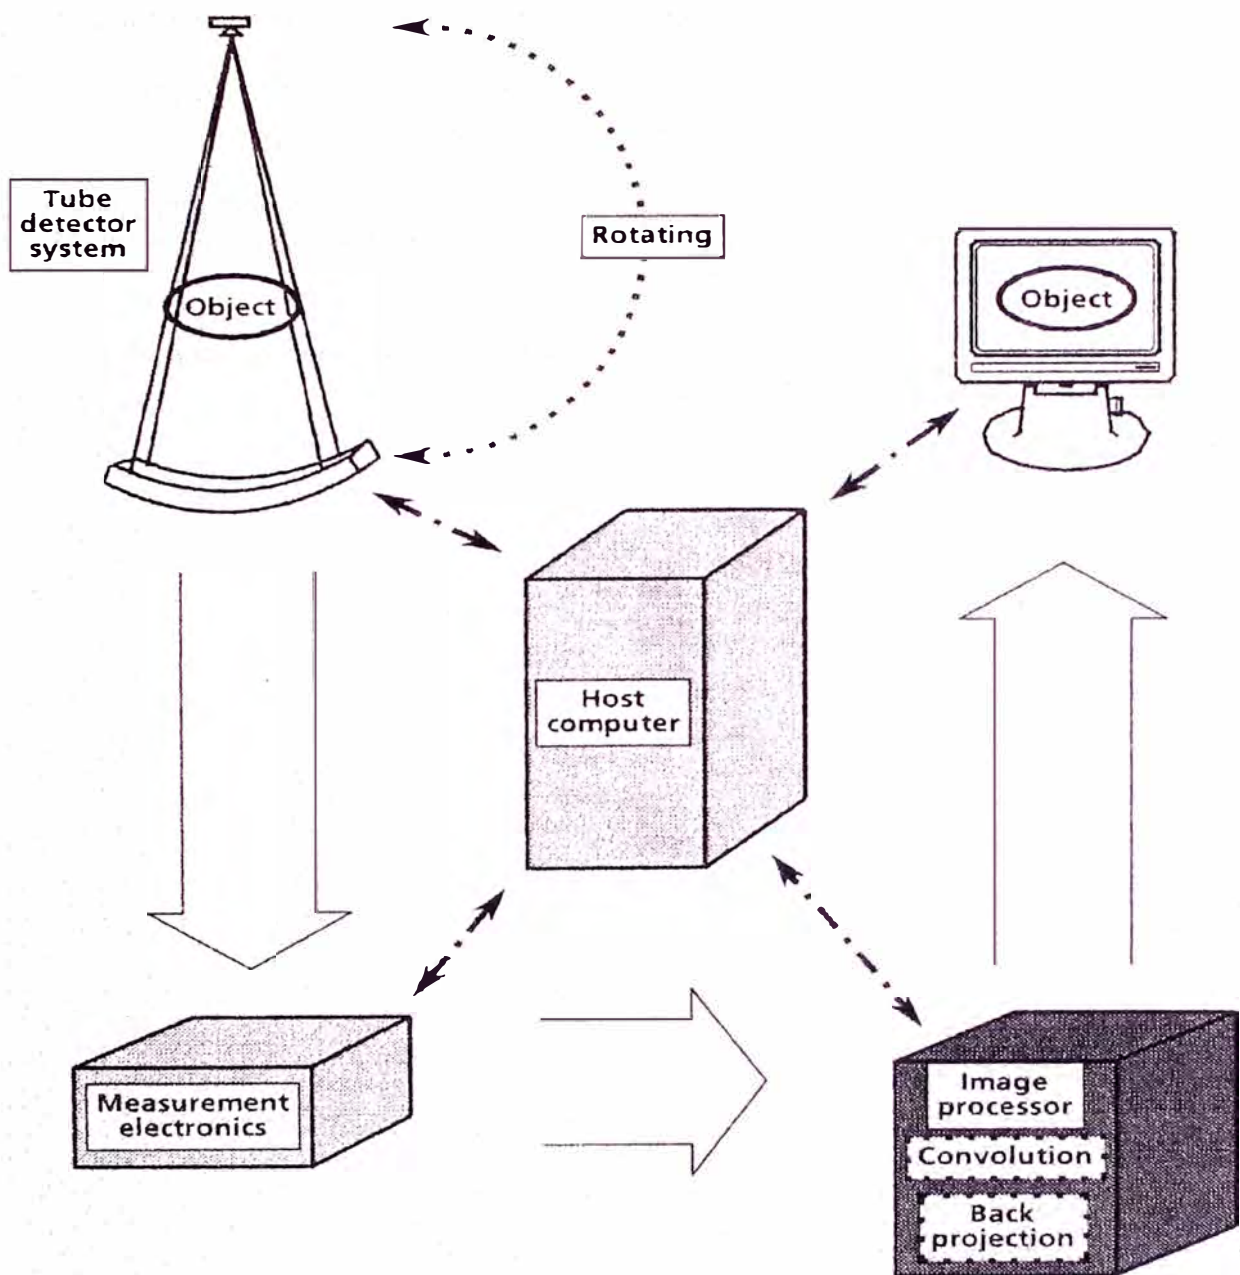 Tube
detector
system
Rotating
Object
Object
Host
computer
Measurement
electronics
Image
processor
Convolution
Back
projection